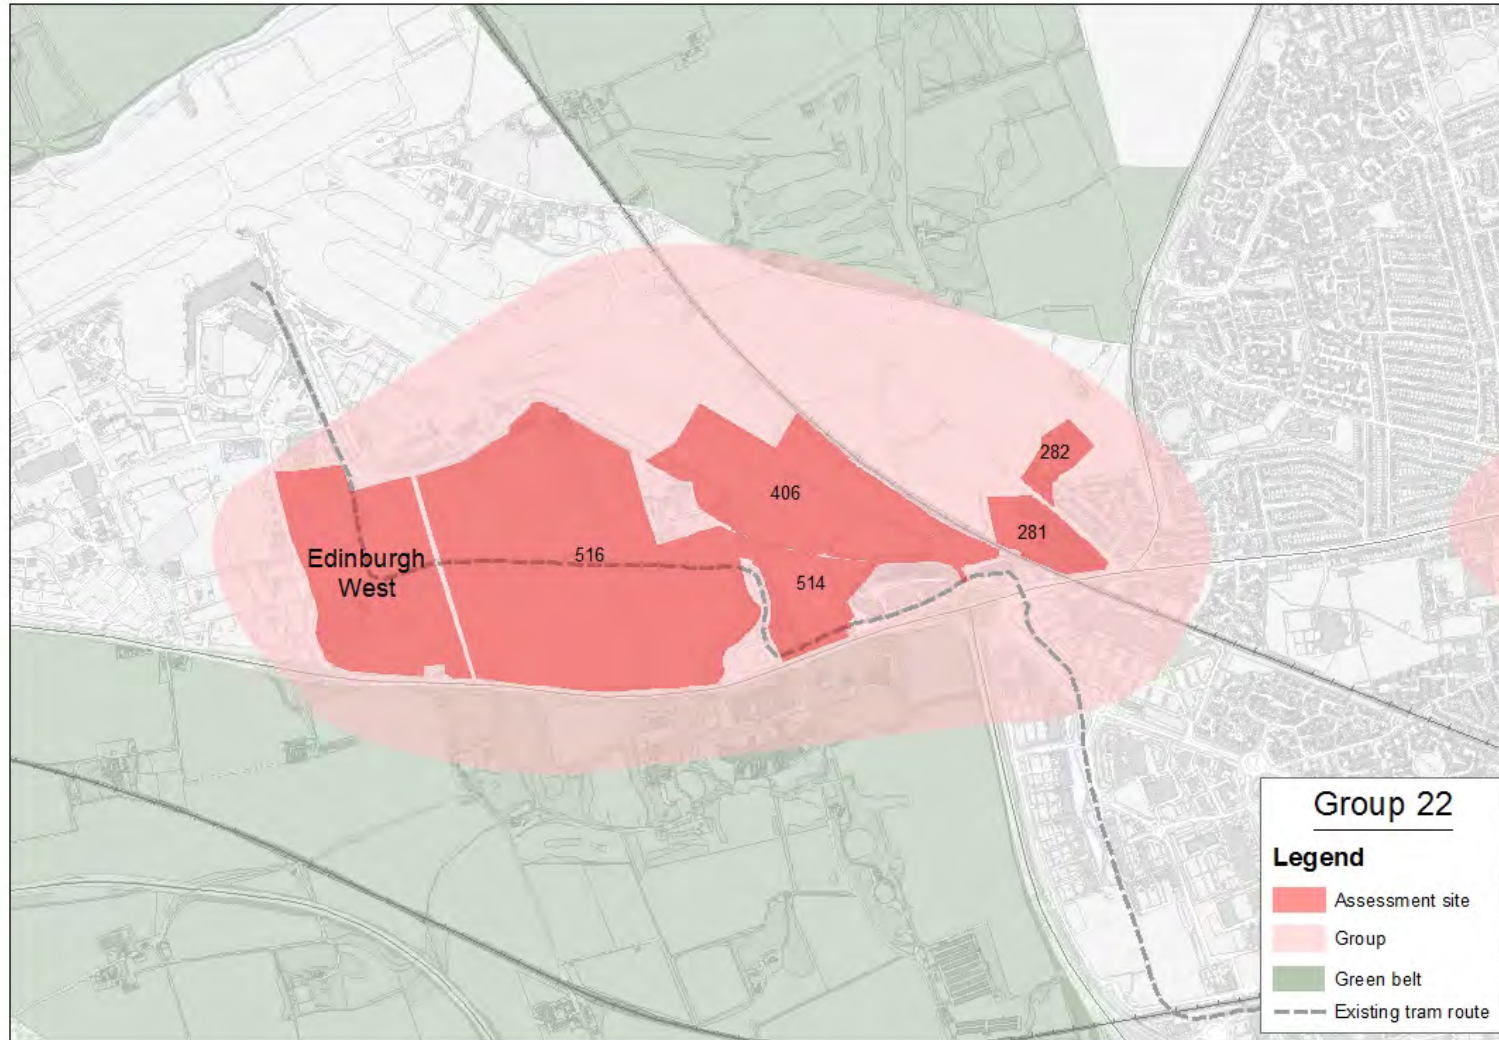 282
406
281
Edinburgh
West
516
514
Group 22
Legend
Assessment site
Group
Green belt
Existing tram route